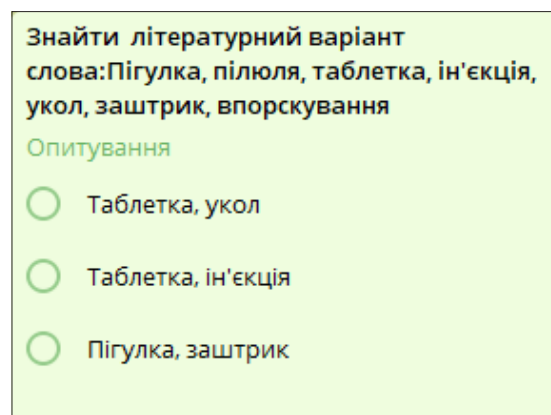 Знайти літературний варіант
слова:Пігулка, пілюля, таблетка, ін'єкція,
укол, заштрик, впорскування
Опитування
Таблетка, укол
Таблетка, ін'єкція
Пігулка, заштрик